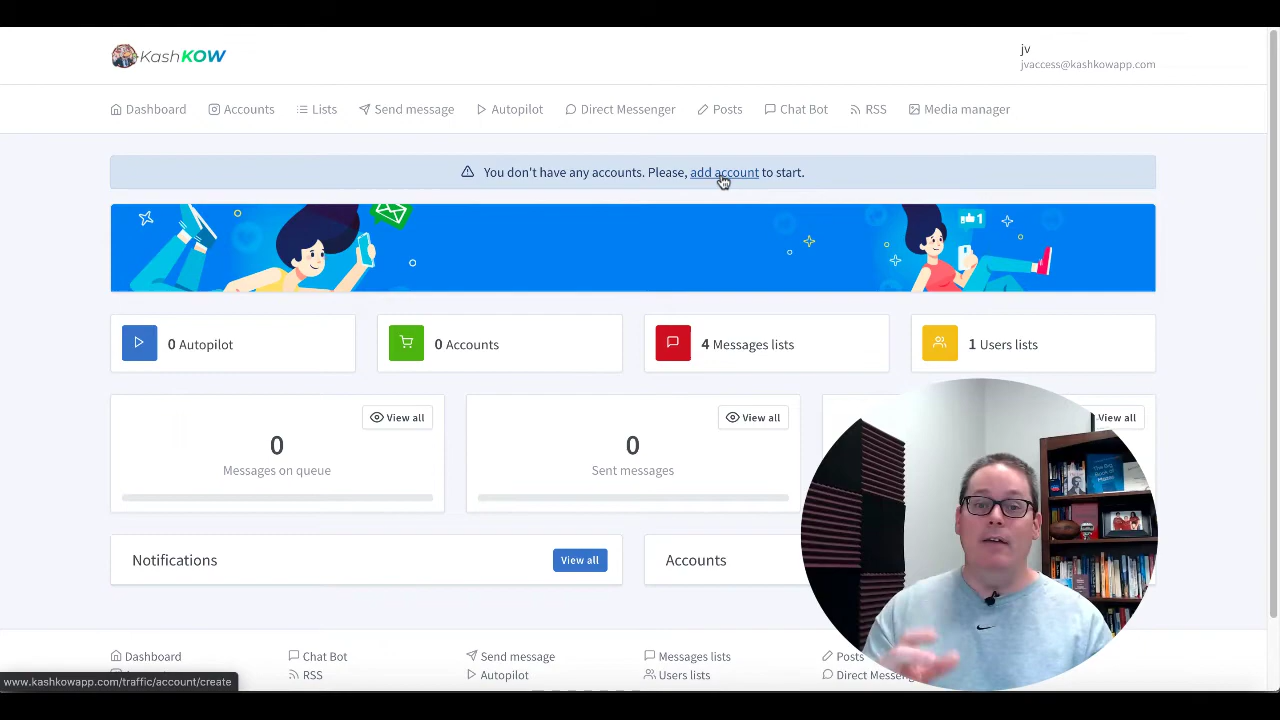 KashKOW
jv
jvaccess@kashkowapp.com
Dashboard Accounts Lists Send message Autopilot Direct Messenger Posts Chat Bot RSS Media manager
You don't have any accounts. Please, add account to start.
1
0 Autopilot
0 Accounts
4 Messages lists
1 Users lists
View all
0
Messages on queue
View all
0
Sent messages
View all
Notifications
View all
Accounts
Dashboard
Chat Bot
Send message
Messages lists
Posts
RSS
Autopilot
Users lists
Direct Messeng
www.kashkowapp.com/traffic/account/create